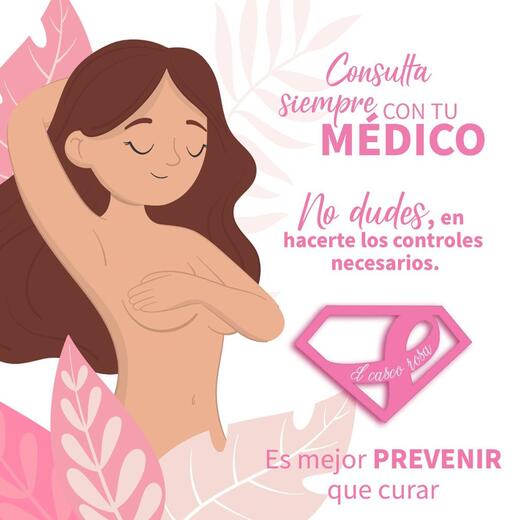 Consulta
siempre CON TU
MÉDICO
No dudes, en
hacerte los controles
necesarios.
El casco rosa
Es mejor PREVENIR
que curar